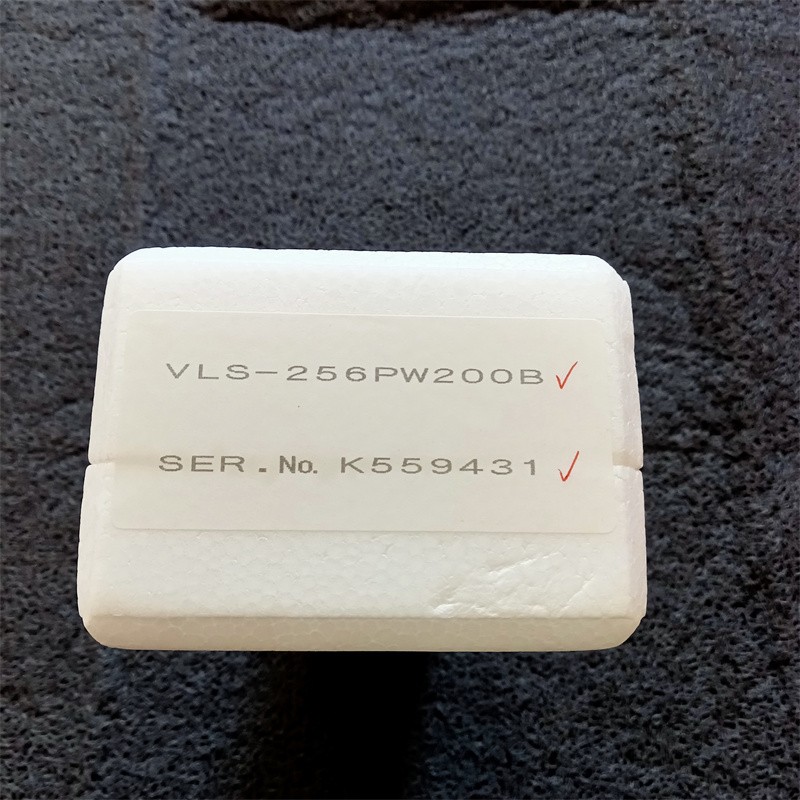 VLS-256PW200B ✓
SER.No. K559431 ✓